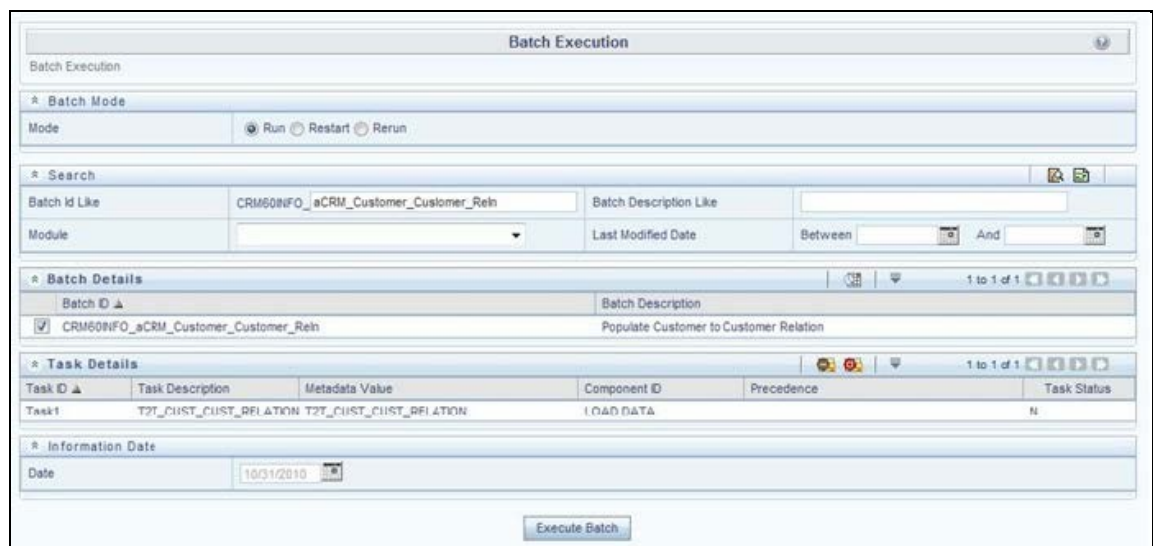 Batch Execution
Batch Execution
Batch Mode
Mode Run Restart Rerun
Search
Batch Id Like CRM60INFO_ aCRM_Customer_Customer_Reln Batch Description Like
Module Last Modified Date Between And
Batch Details 1 to 1 of 1
Batch ID Batch Description
CRM60INFO_aCRM_Customer_Customer_Reln Populate Customer to Customer Relation
Task Details 1 to 1 of 1
Task ID Task Description Metadata Value Component ID Precedence Task Status
Task1 T2T_CUST_CUST_RELATION T2T_CUST_CUST_RELATION LOAD DATA N
Information Date
Date 10/31/2010
Execute Batch